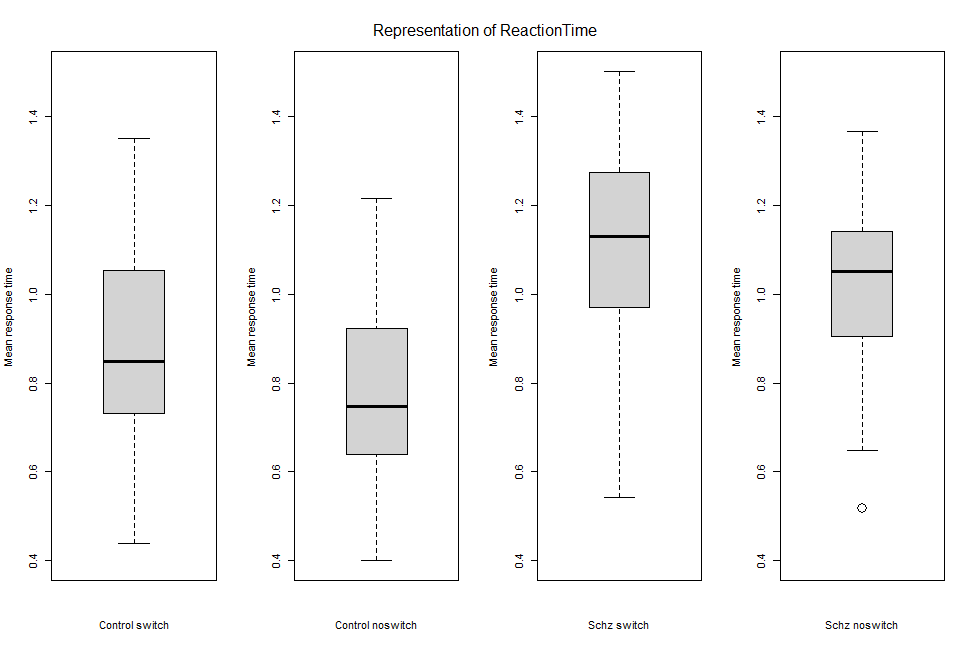 Representation of ReactionTime
Mean response time
0.4 0.6 0.8 1.0 1.2 1.4
Control switch
Mean response time
0.4 0.6 0.8 1.0 1.2 1.4
Control noswitch
Mean response time
0.4 0.6 0.8 1.0 1.2 1.4
Schz switch
Mean response time
0.4 0.6 0.8 1.0 1.2 1.4
Schz noswitch